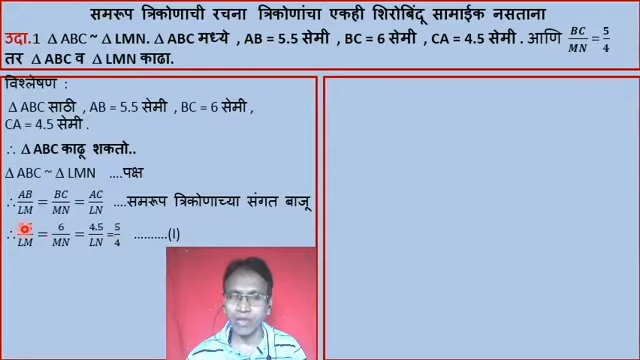 समरूप त्रिकोणाची रचना त्रिकोणांचा एकही शिरोबिंदू सामाईक नसताना
उदा.1 Δ ABC ~ Δ LMN. Δ ABC मध्ये , AB = 5.5 सेमी , BC = 6 सेमी , CA = 4.5 सेमी . आणि BC/MN = 5/4
तर Δ ABC व Δ LMN काढा.
विश्लेषण :
Δ ABC साठी , AB = 5.5 सेमी , BC = 6 सेमी ,
CA = 4.5 सेमी .
∴ Δ ABC काढू शकतो..
Δ ABC ~ Δ LMN ....पक्ष
∴ AB/LM = BC/MN = AC/LN ....समरूप त्रिकोणाच्या संगत बाजू
∴ /LM = 6/MN = 4.5/LN = 5/4 ..........(I)